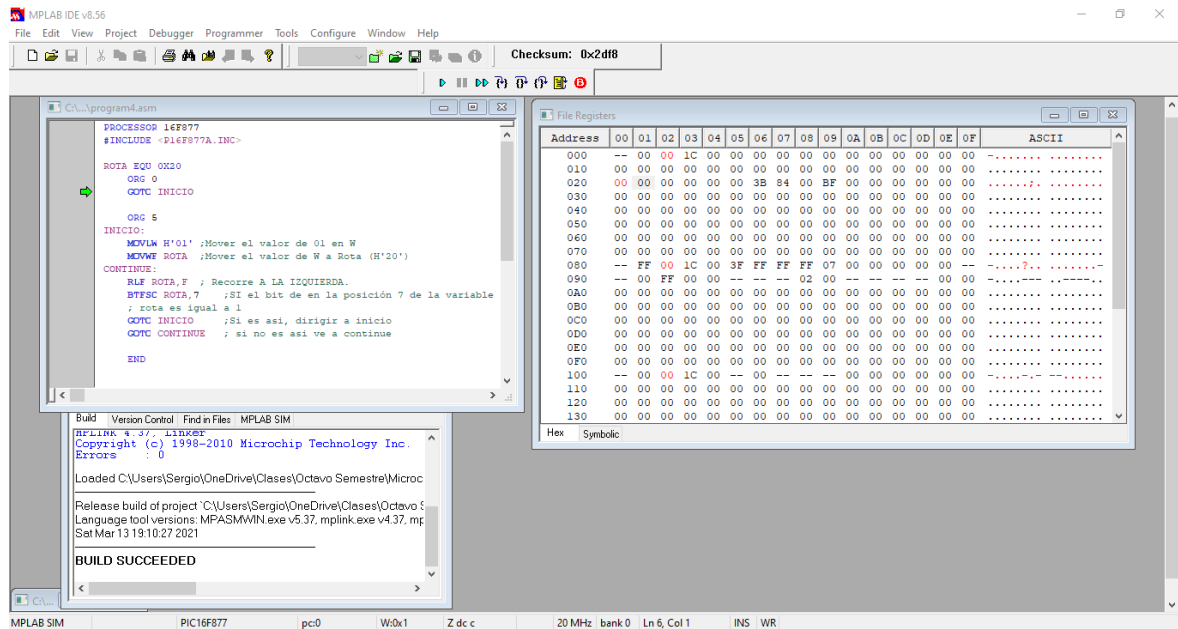 MPLAB IDE v8.56
File Edit View Project Debugger Programmer Tools Configure Window Help
Checksum: 0x2df8
C:\...\program4.asm
PROCESSOR 16F877
#INCLUDE <P16F877A.INC>
ROTA EQU 0X20
ORG 0
GOTO INICIO
ORG 5
INICIO:
MOVLW H'01' ;Mover el valor de 01 en W
MOVWF ROTA ;Mover el valor de W a Rota (H'20')
CONTINUE:
RLF ROTA,F ; Recorre A LA IZQUIERDA.
BTFSC ROTA,7 ;SI el bit de en la posición 7 de la variable
; rota es igual a 1
GOTO INICIO ;Si es asi, dirigir a inicio
GOTO CONTINUE ; si no es asi ve a continue
END
File Registers
Address 00 01 02 03 04 05 06 07 08 09 0A 0B 0C 0D 0E 0F ASCII
000 -- 00 00 1C 00 00 00 00 00 00 00 00 00 00 00 00 -....... ........
010 00 00 00 00 00 00 00 00 00 00 00 00 00 00 00 00 ........ ........
020 00 00 00 00 00 00 3B 84 00 BF 00 00 00 00 00 00 ......;. ........
030 00 00 00 00 00 00 00 00 00 00 00 00 00 00 00 00 ........ ........
040 00 00 00 00 00 00 00 00 00 00 00 00 00 00 00 00 ........ ........
050 00 00 00 00 00 00 00 00 00 00 00 00 00 00 00 00 ........ ........
060 00 00 00 00 00 00 00 00 00 00 00 00 00 00 00 00 ........ ........
070 00 00 00 00 00 00 00 00 00 00 00 00 00 00 00 00 ........ ........
080 -- FF 00 1C 00 3F FF FF FF 07 00 00 00 00 00 -- -....?.. .......-
090 -- 00 FF 00 00 -- -- -- 02 00 -- -- -- -- 00 00 -....--- ..----..
0A0 00 00 00 00 00 00 00 00 00 00 00 00 00 00 00 00 ........ ........
0B0 00 00 00 00 00 00 00 00 00 00 00 00 00 00 00 00 ........ ........
0C0 00 00 00 00 00 00 00 00 00 00 00 00 00 00 00 00 ........ ........
0D0 00 00 00 00 00 00 00 00 00 00 00 00 00 00 00 00 ........ ........
0E0 00 00 00 00 00 00 00 00 00 00 00 00 00 00 00 00 ........ ........
0F0 00 00 00 00 00 00 00 00 00 00 00 00 00 00 00 00 ........ ........
100 -- 00 00 1C 00 -- 00 -- -- -- 00 00 00 00 00 00 -....-.- --......
110 00 00 00 00 00 00 00 00 00 00 00 00 00 00 00 00 ........ ........
120 00 00 00 00 00 00 00 00 00 00 00 00 00 00 00 00 ........ ........
130 00 00 00 00 00 00 00 00 00 00 00 00 00 00 00 00 ........ ........
Hex Symbolic
Build Version Control Find in Files MPLAB SIM
MPLINK 4.37, Linker
Copyright (c) 1998-2010 Microchip Technology Inc.
Errors : 0
Loaded C:\Users\Sergio\OneDrive\Clases\Octavo Semestre\Microc
Release build of project `C:\Users\Sergio\OneDrive\Clases\Octavo S
Language tool versions: MPASMWIN.exe v5.37, mplink.exe v4.37, mp
Sat Mar 13 19:10:27 2021
BUILD SUCCEEDED
C:\...
MPLAB SIM PIC16F877 pc:0 W:0x1 Z dc c 20 MHz bank 0 Ln 6, Col 1 INS WR